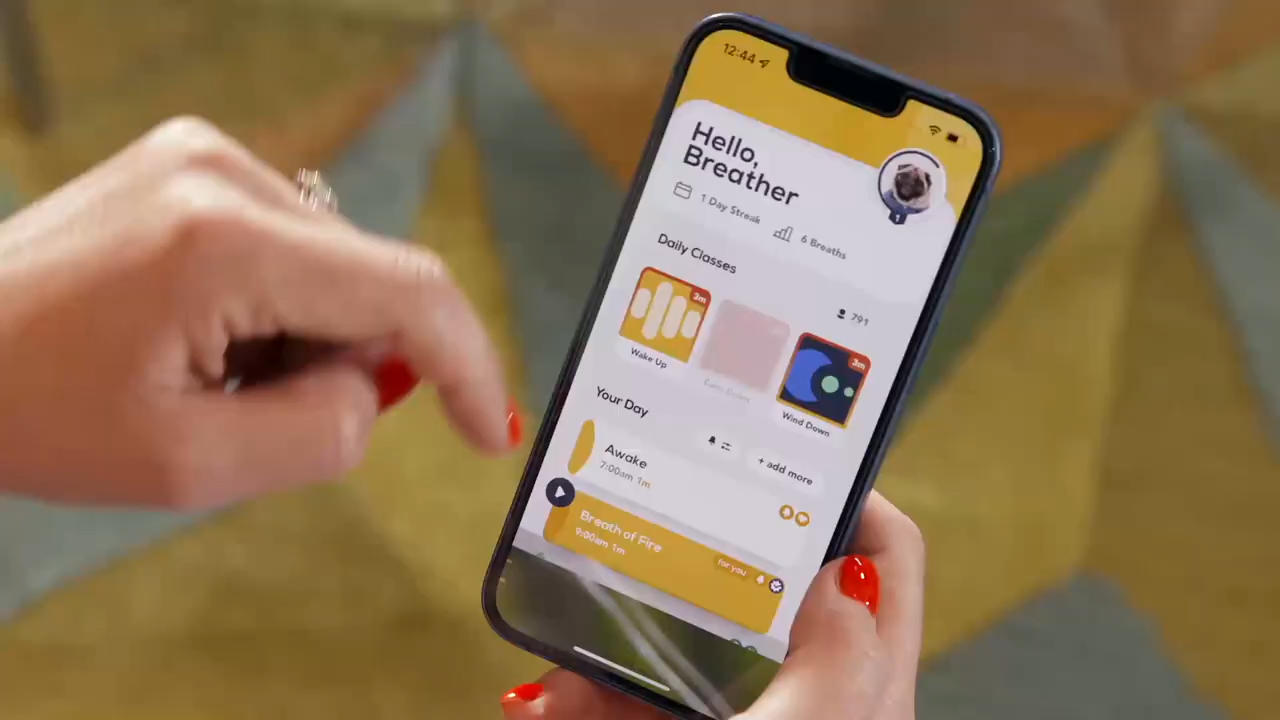 12:44
Hello,
Breather
1 Day Streak
6 Breaths
Daily Classes
791
3m
3m
Wake Up
Wind Down
Your Day
+ add more
Awake
7:00am 1m
Breath of Fire
9:00am 1m
for you
1